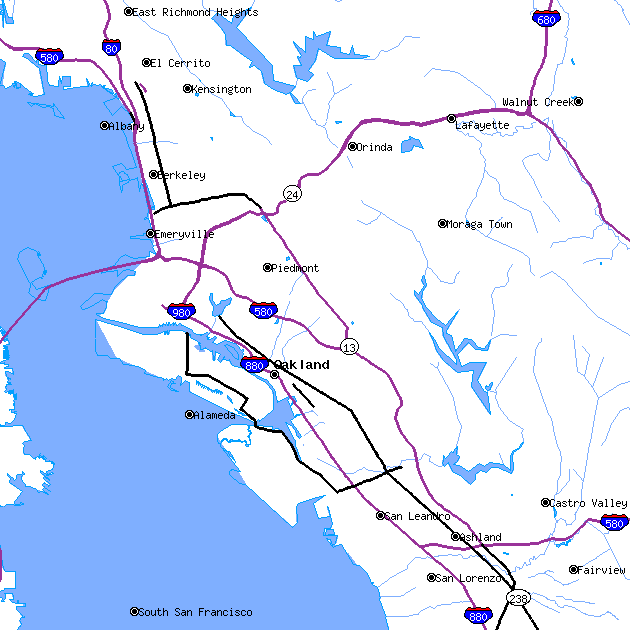 East Richmond Heights
680
80
580
El Cerrito
Kensington
Walnut Creek
Albany
Lafayette
Orinda
Berkeley
24
Moraga Town
Emeryville
Piedmont
980
580
13
880
Oakland
Alameda
Castro Valley
San Leandro
580
Ashland
Fairview
San Lorenzo
238
South San Francisco
880